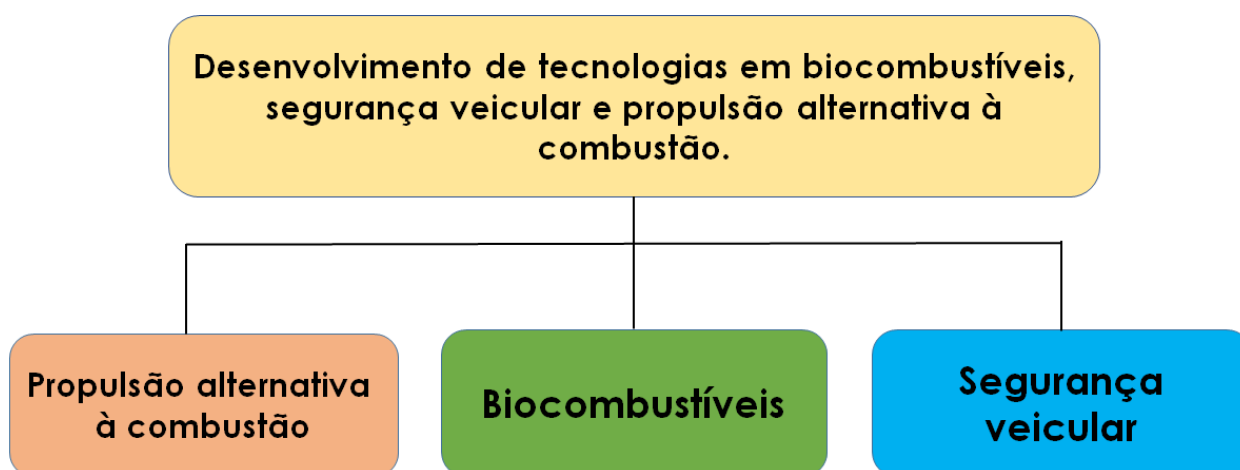 Desenvolvimento de tecnologias em biocombustíveis,
segurança veicular e propulsão alternativa à
combustão.
Propulsão alternativa
à combustão
Biocombustíveis
Segurança
veicular